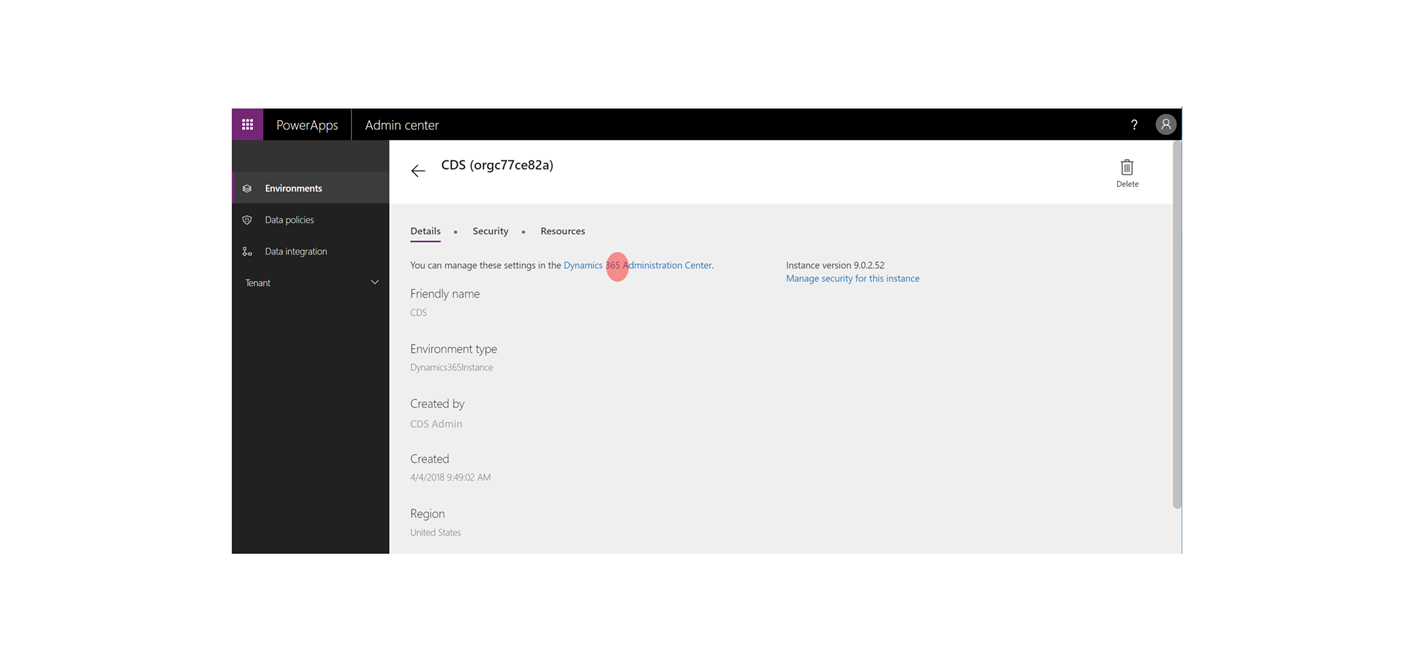 PowerApps
Admin center
?
CDS (orgc77ce82a)
Delete
Environments
Data policies
Data integration
Tenant
Details • Security • Resources
You can manage these settings in the Dynamics 365 Administration Center.
Instance version 9.0.2.52
Manage security for this instance
Friendly name
CDS
Environment type
Dynamics365Instance
Created by
CDS Admin
Created
4/4/2018 9:49:02 AM
Region
United States